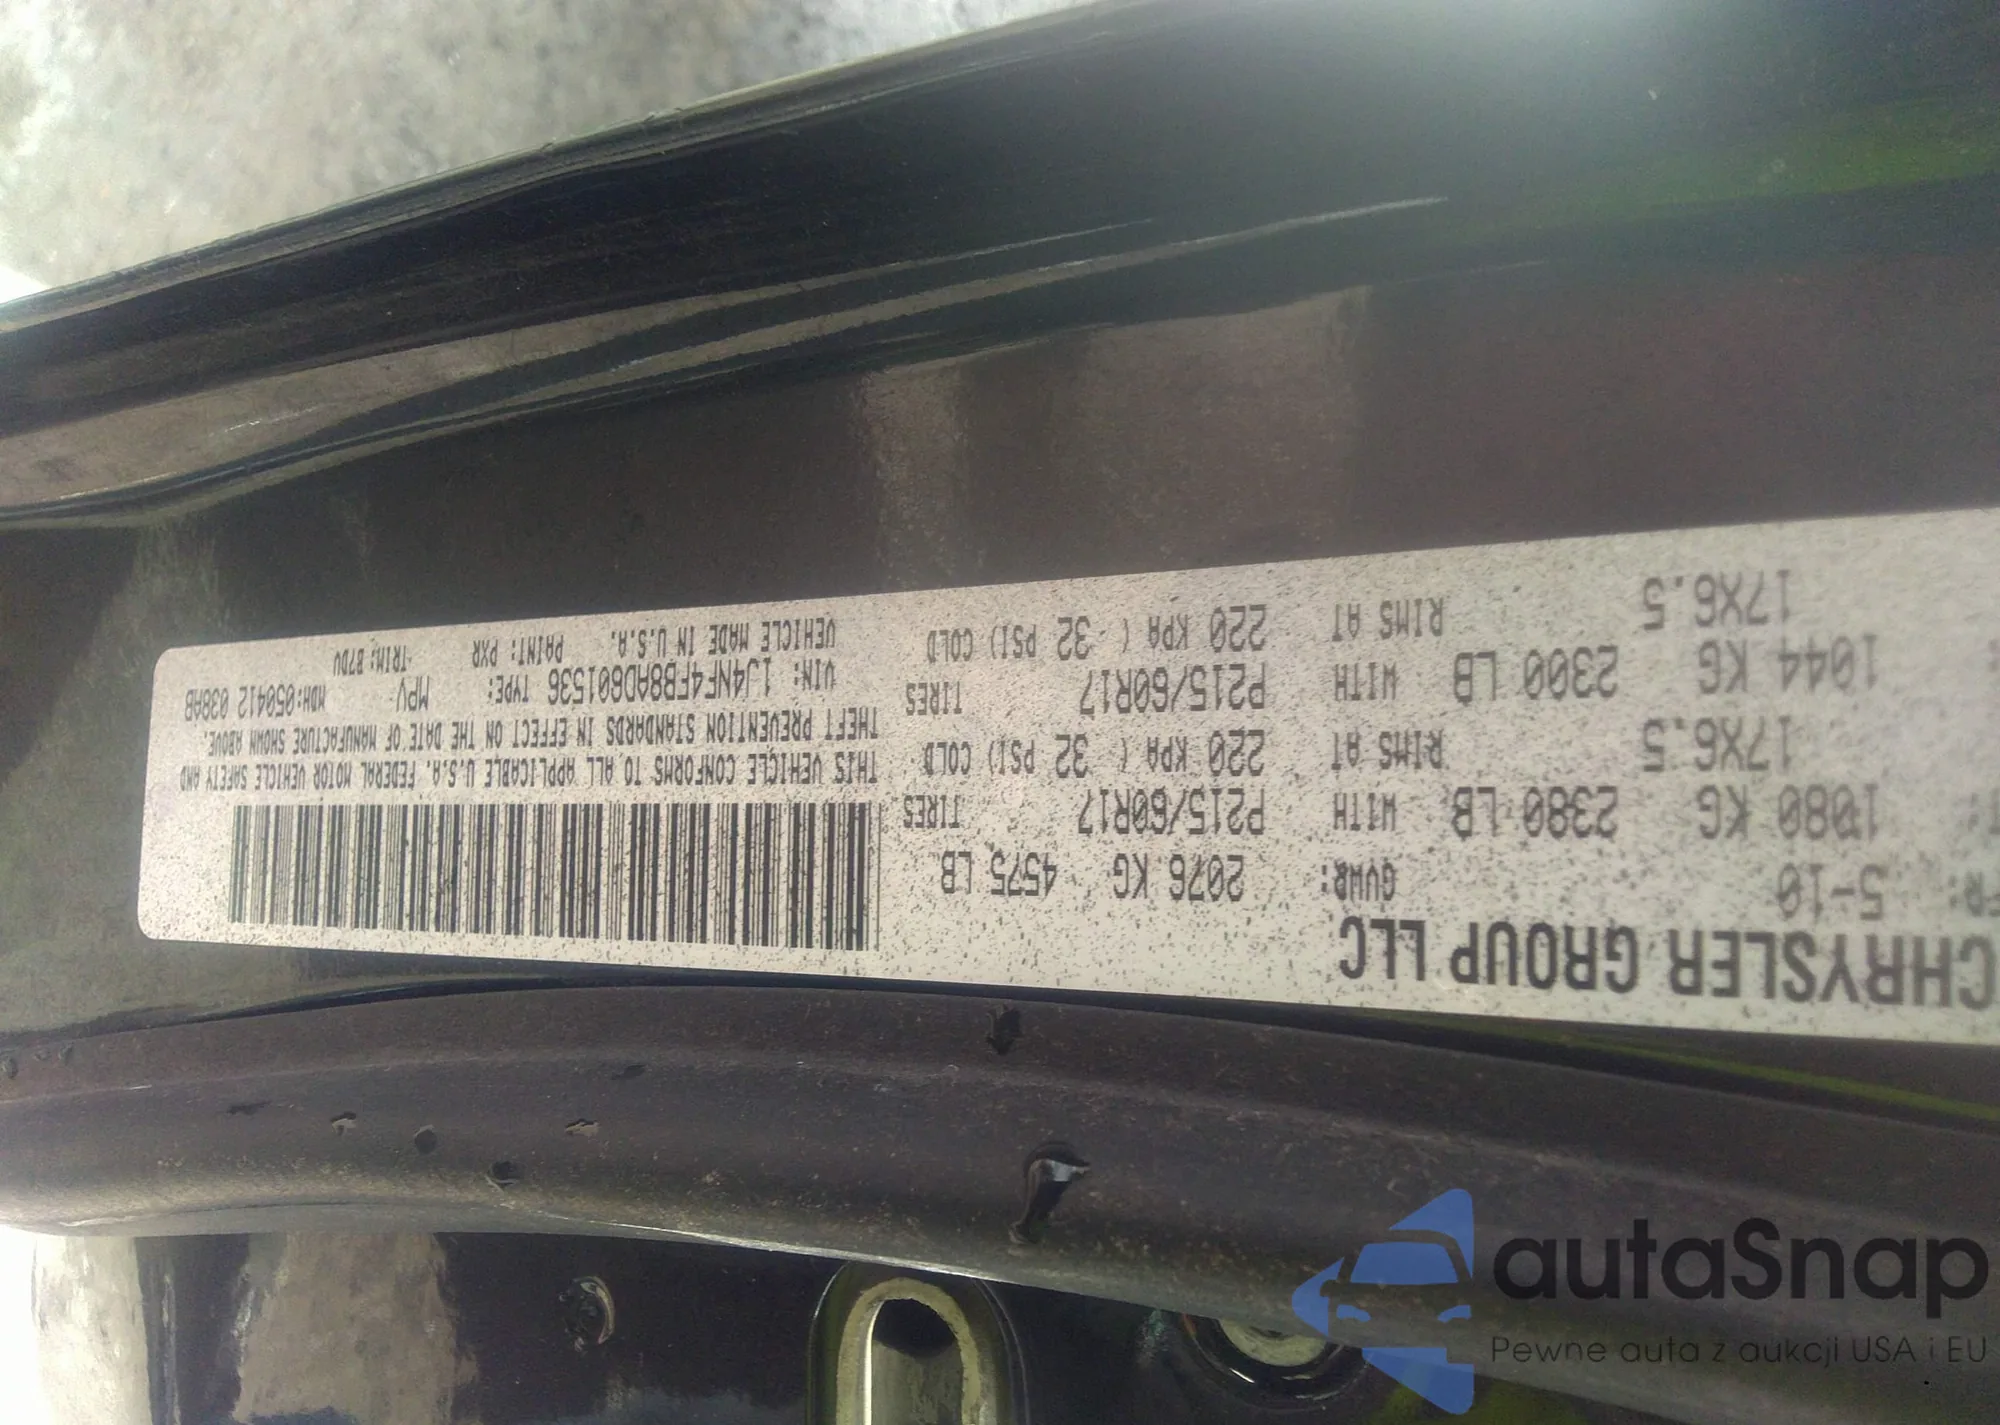 CHRYSLER GROUP LLC
5-10 GVWR: 2076 KG 4575 LB
1080 KG 2380 LB WITH P215/60R17 TIRES
17X6.5 RIMS AT 220 KPA ( 32 PSI) COLD
1044 KG 2300 LB WITH P215/60R17 TIRES
17X6.5 RIMS AT 220 KPA ( 32 PSI) COLD
THIS VEHICLE CONFORMS TO ALL APPLICABLE U.S.A. FEDERAL MOTOR VEHICLE SAFETY AND
THEFT PREVENTION STANDARDS IN EFFECT ON THE DATE OF MANUFACTURE SHOWN ABOVE.
VIN: 1J4NF4FB8AD601536 TYPE: MPV MDH:050412 038AB
VEHICLE MADE IN U.S.A. PAINT: PXR TRIM: B7DV
autaSnap
Pewne auta z aukcji USA i EU